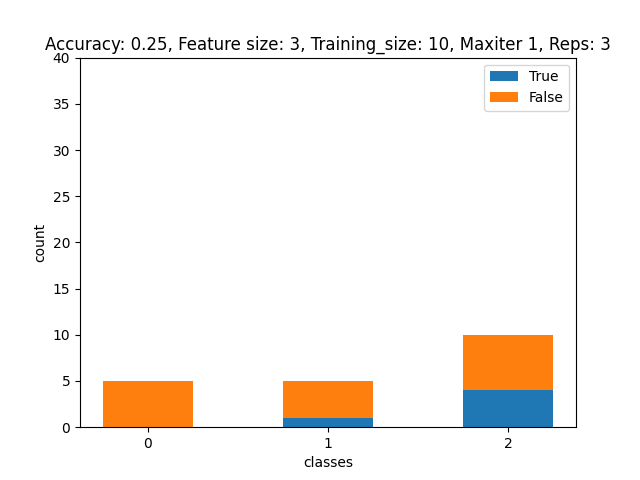 Accuracy: 0.25, Feature size: 3, Training_size: 10, Maxiter 1, Reps: 3
True
False
40
35
30
25
20
15
10
5
0
count
0 1 2
classes